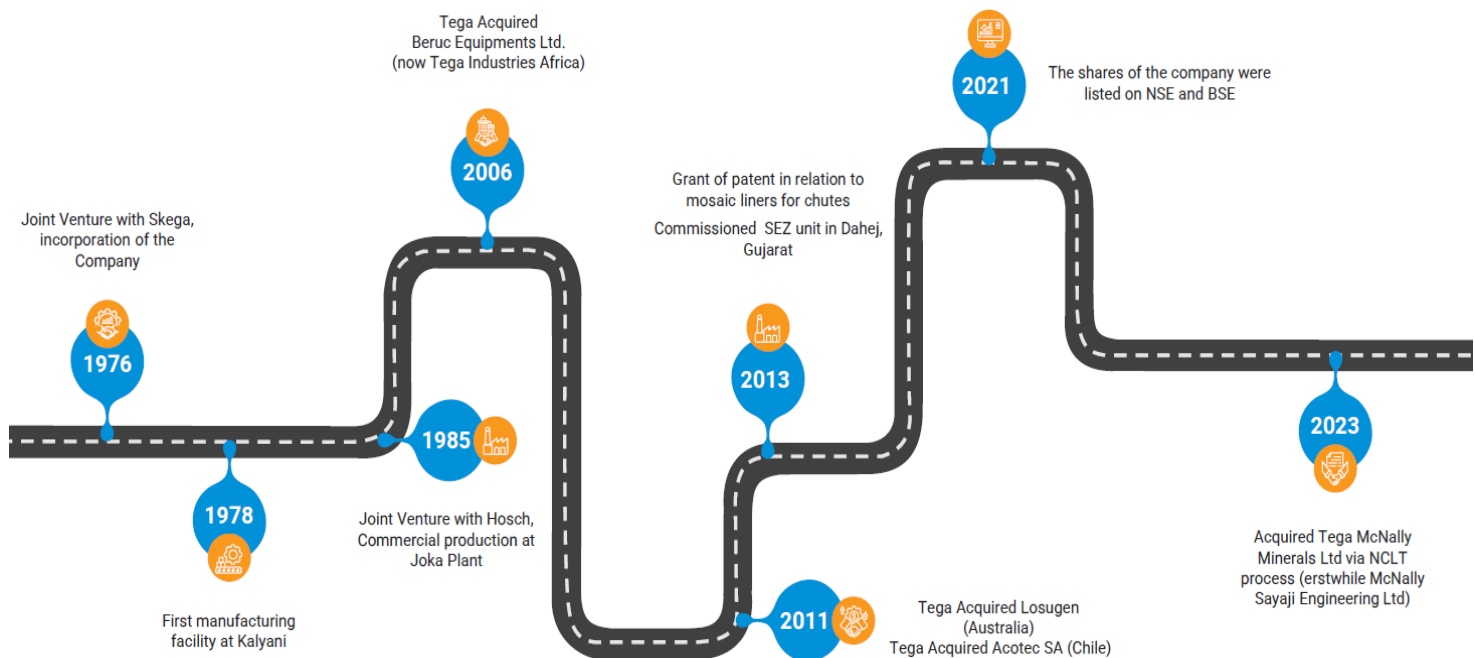 Joint Venture with Skega,
incorporation of the
Company
1976
1978
First manufacturing
facility at Kalyani
1985
Joint Venture with Hosch,
Commercial production at
Joka Plant
Tega Acquired
Beruc Equipments Ltd.
(now Tega Industries Africa)
2006
2011
Tega Acquired Losugen
(Australia)
Tega Acquired Acotec SA (Chile)
Grant of patent in relation to
mosaic liners for chutes
Commissioned SEZ unit in Dahej,
Gujarat
2013
2021
The shares of the company were
listed on NSE and BSE
2023
Acquired Tega McNally
Minerals Ltd via NCLT
process (erstwhile McNally
Sayaji Engineering Ltd)